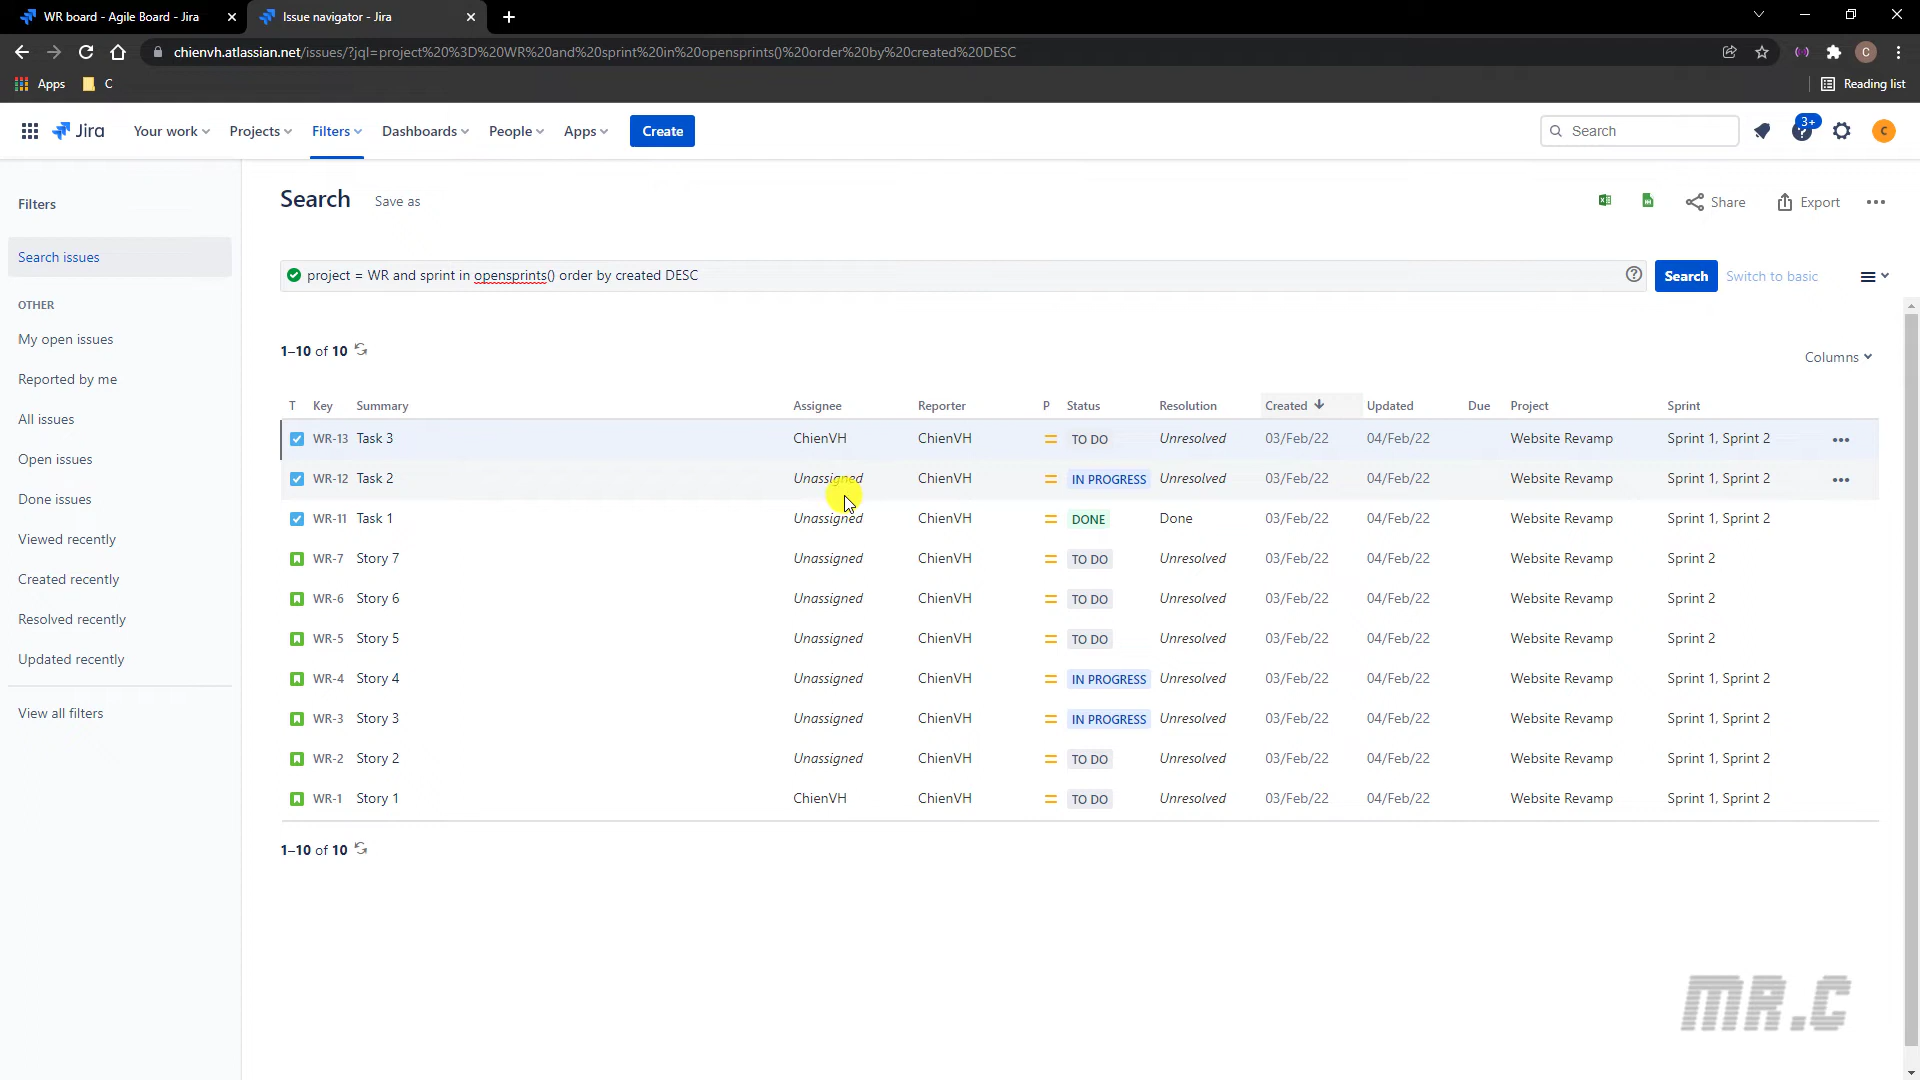 WR board - Agile Board - Jira
Issue navigator - Jira
chienvh.atlassian.net/issues/?jql=project%20%3D%20WR%20and%20sprint%20in%20opensprints()%20order%20by%20created%20DESC
Apps C Reading list
Jira Your work Projects Filters Dashboards People Apps Create Search 3+ C
Filters
Search issues
OTHER
My open issues
Reported by me
All issues
Open issues
Done issues
Viewed recently
Created recently
Resolved recently
Updated recently
View all filters
Search Save as Share Export
project = WR and sprint in opensprints() order by created DESC Search Switch to basic
1–10 of 10
Columns
T Key Summary Assignee Reporter P Status Resolution Created Updated Due Project Sprint
WR-13 Task 3 ChienVH ChienVH TO DO Unresolved 03/Feb/22 04/Feb/22 Website Revamp Sprint 1, Sprint 2
WR-12 Task 2 Unassigned ChienVH IN PROGRESS Unresolved 03/Feb/22 04/Feb/22 Website Revamp Sprint 1, Sprint 2
WR-11 Task 1 Unassigned ChienVH DONE Done 03/Feb/22 04/Feb/22 Website Revamp Sprint 1, Sprint 2
WR-7 Story 7 Unassigned ChienVH TO DO Unresolved 03/Feb/22 04/Feb/22 Website Revamp Sprint 2
WR-6 Story 6 Unassigned ChienVH TO DO Unresolved 03/Feb/22 04/Feb/22 Website Revamp Sprint 2
WR-5 Story 5 Unassigned ChienVH TO DO Unresolved 03/Feb/22 04/Feb/22 Website Revamp Sprint 2
WR-4 Story 4 Unassigned ChienVH IN PROGRESS Unresolved 03/Feb/22 04/Feb/22 Website Revamp Sprint 1, Sprint 2
WR-3 Story 3 Unassigned ChienVH IN PROGRESS Unresolved 03/Feb/22 04/Feb/22 Website Revamp Sprint 1, Sprint 2
WR-2 Story 2 Unassigned ChienVH TO DO Unresolved 03/Feb/22 04/Feb/22 Website Revamp Sprint 1, Sprint 2
WR-1 Story 1 ChienVH ChienVH TO DO Unresolved 03/Feb/22 04/Feb/22 Website Revamp Sprint 1, Sprint 2
1–10 of 10
MR.C